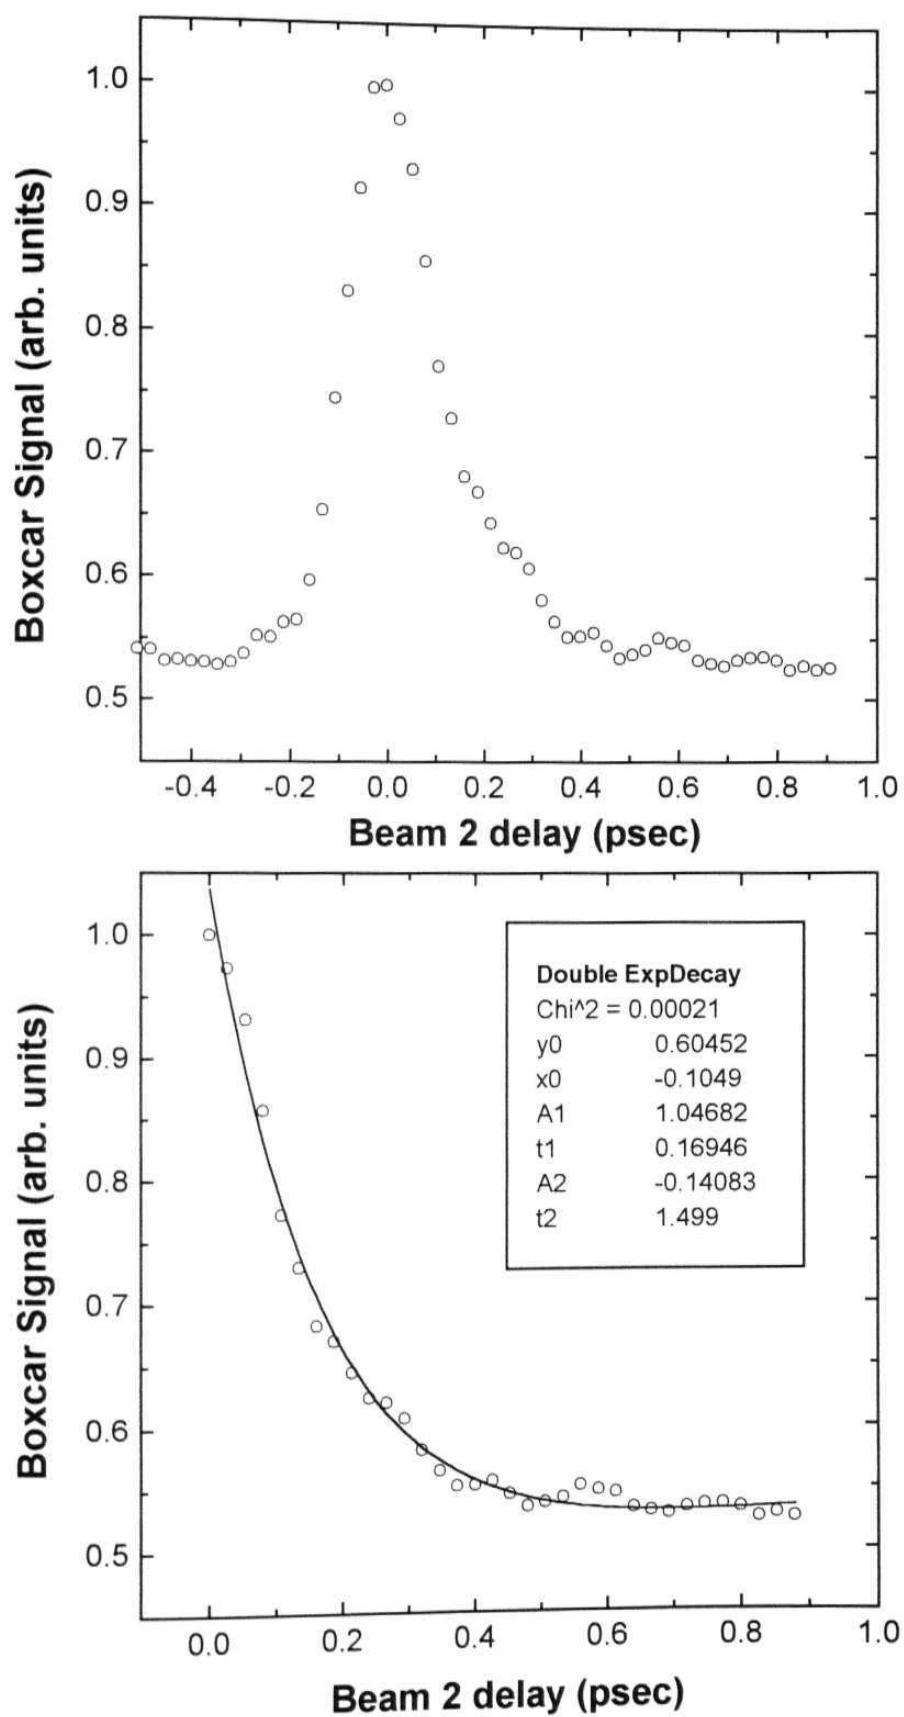 1.0
0.9
0.8
0.7
0.6
0.5
Boxcar Signal (arb. units)
-0.4 -0.2 0.0 0.2 0.4 0.6 0.8 1.0
Beam 2 delay (psec)
1.0
0.9
0.8
0.7
0.6
0.5
Boxcar Signal (arb. units)
Double ExpDecay
Chi^2 = 0.00021
y0 0.60452
x0 -0.1049
A1 1.04682
t1 0.16946
A2 -0.14083
t2 1.499
0.0 0.2 0.4 0.6 0.8 1.0
Beam 2 delay (psec)